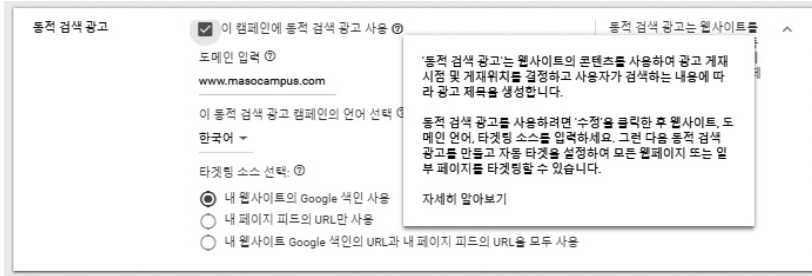 동적 검색 광고
이 캠페인에 동적 검색 광고 사용
동적 검색 광고는 웹사이트를
도메인 입력
www.masocampus.com
이 동적 검색 광고 캠페인의 언어 선택
한국어
타겟팅 소스 선택:
내 웹사이트의 Google 색인 사용
내 페이지 피드의 URL만 사용
내 웹사이트 Google 색인의 URL과 내 페이지 피드의 URL을 모두 사용
'동적 검색 광고'는 웹사이트의 콘텐츠를 사용하여 광고 게재
시점 및 게재위치를 결정하고 사용자가 검색하는 내용에 따
라 광고 제목을 생성합니다.
동적 검색 광고를 사용하려면 '수정'을 클릭한 후 웹사이트, 도
메인 언어, 타겟팅 소스를 입력하세요. 그런 다음 동적 검색
광고를 만들고 자동 타겟을 설정하여 모든 웹페이지 또는 일
부 페이지를 타겟팅할 수 있습니다.
자세히 알아보기